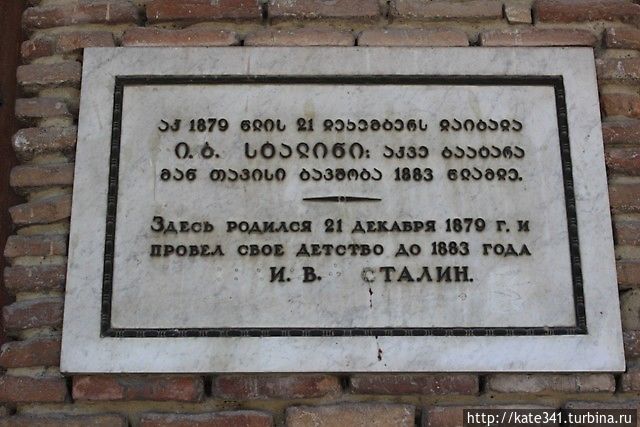 აქ 1879 წლის 21 დეკემბერს დაიბადა
ი. ბ. სტალინი: აქვე გაატარა
მან თავისი ბავშობა 1883 წლამდე.
Здесь родился 21 декабря 1879 г. и
провел свое детство до 1883 года
И. В. Сталин.
http://kate341.turbina.ru